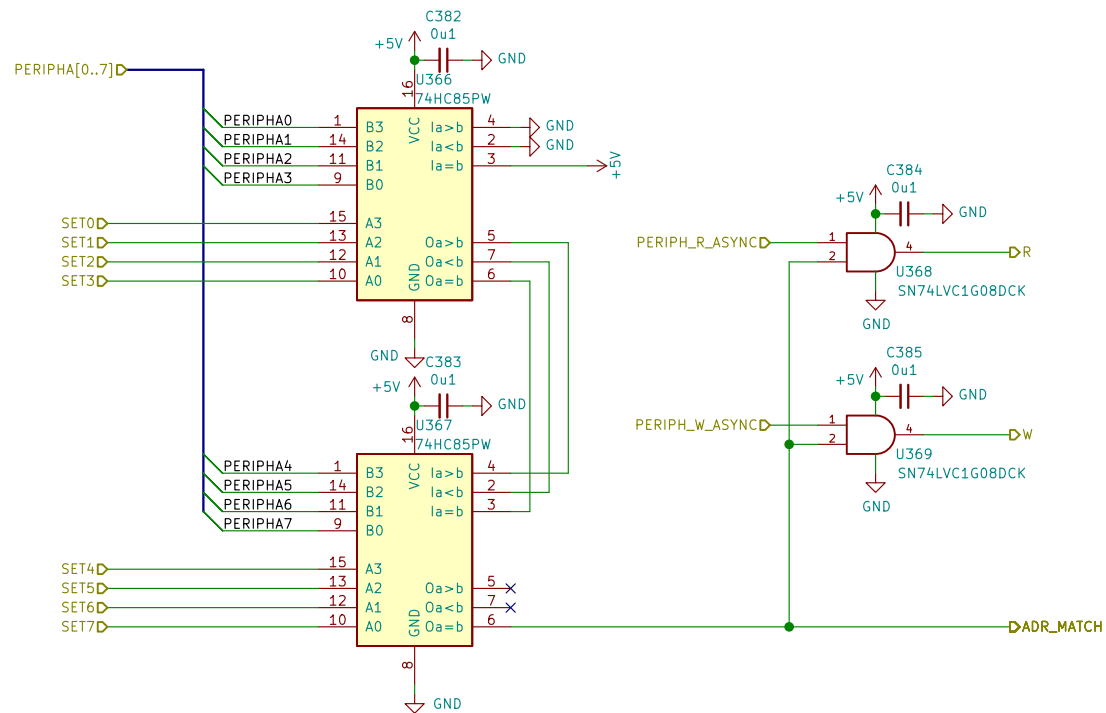 C382
0u1
+5V
GND
PERIPHA[0..7]
U366
74HC85PW
16
VCC
PERIPHA0 1 B3 Ia>b 4 GND
PERIPHA1 14 B2 Ia<b 2 GND
PERIPHA2 11 B1 Ia=b 3 +5V
PERIPHA3 9 B0
SET0 15 A3
SET1 13 A2 Oa>b 5
SET2 12 A1 Oa<b 7
SET3 10 A0 Oa=b 6
GND
8
GND
C383
0u1
+5V
GND
U367
74HC85PW
16
VCC
PERIPHA4 1 B3 Ia>b 4
PERIPHA5 14 B2 Ia<b 2
PERIPHA6 11 B1 Ia=b 3
PERIPHA7 9 B0
SET4 15 A3
SET5 13 A2 Oa>b 5
SET6 12 A1 Oa<b 7
SET7 10 A0 Oa=b 6
GND
8
GND
C384
0u1
+5V
GND
PERIPH_R_ASYNC 1
2
4 R
U368
SN74LVC1G08DCK
GND
C385
0u1
+5V
GND
PERIPH_W_ASYNC 1
2
4 W
U369
SN74LVC1G08DCK
GND
ADR_MATCH